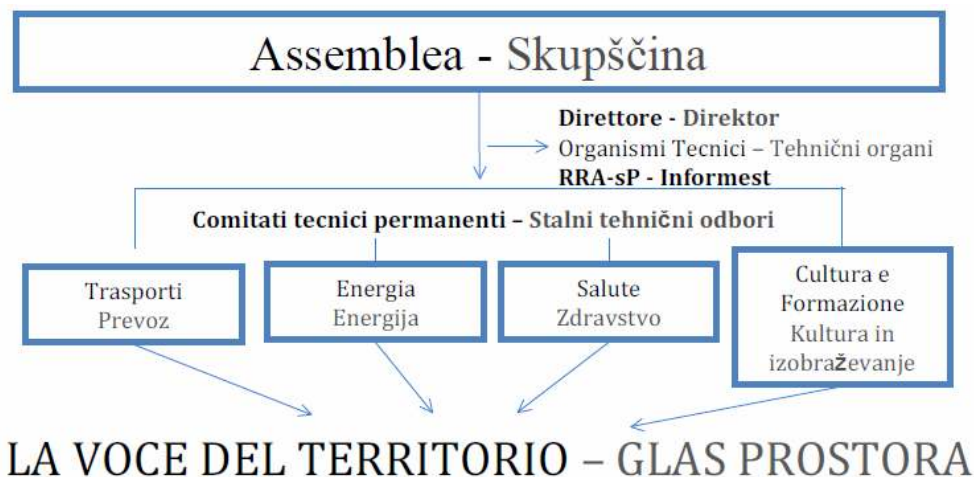 Assemblea - Skupščina
Direttore - Direktor
Organismi Tecnici – Tehnični organi
RRA-sP - Informest
Comitati tecnici permanenti – Stalni tehnični odbori
Trasporti
Prevoz
Energia
Energija
Salute
Zdravstvo
Cultura e
Formazione
Kultura in
izobraževanje
LA VOCE DEL TERRITORIO – GLAS PROSTORA